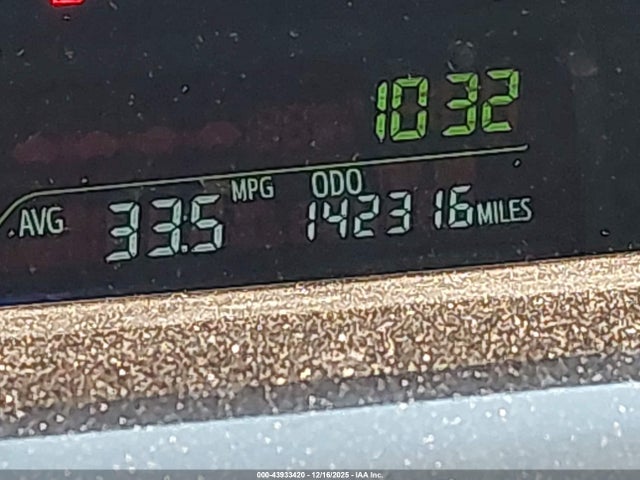 10 32
AVG 33.5 MPG ODO 142316 MILES
000-43933420 - 12/16/2025 - IAA Inc.